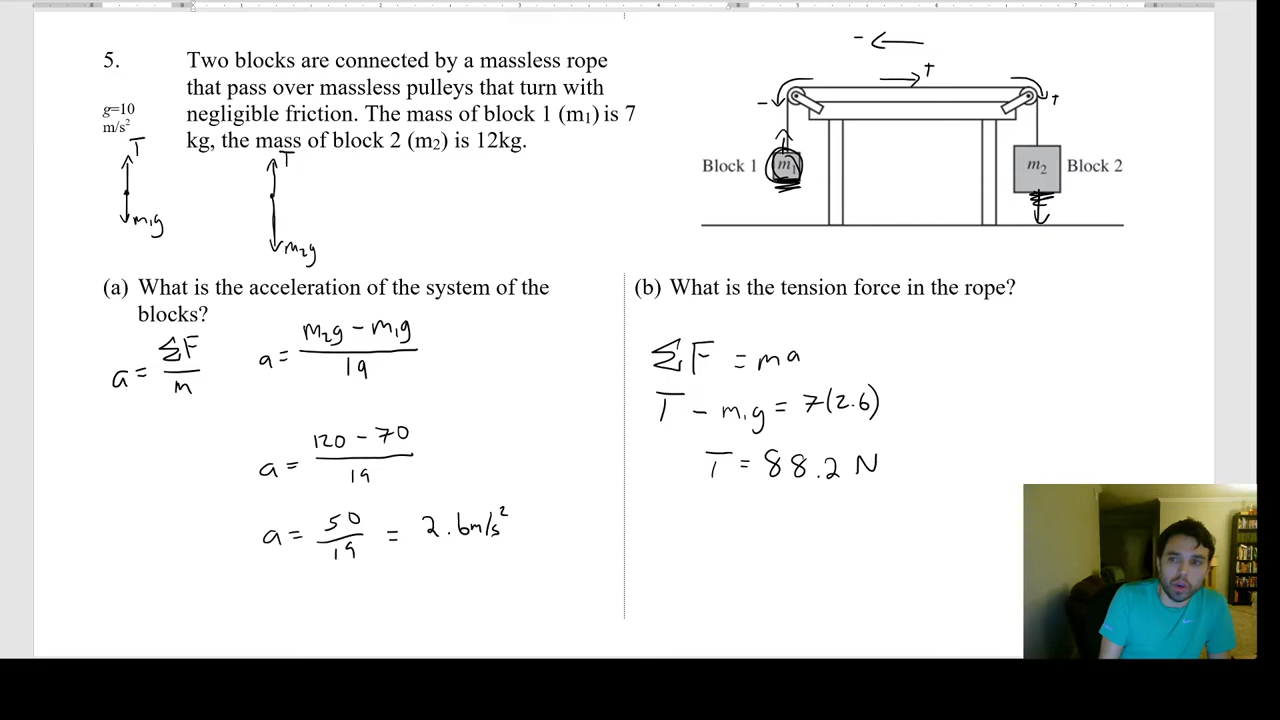 5.
Two blocks are connected by a massless rope
that pass over massless pulleys that turn with
negligible friction. The mass of block 1 (m₁) is 7
kg, the mass of block 2 (m₂) is 12kg.
g=10
m/s²
T
m₁g
T
m₂g
-
+
-
+
Block 1
m₁
m₂
Block 2
(a) What is the acceleration of the system of the
blocks?
a = ΣF/m
a = (m₂g - m₁g)/19
a = (120 - 70)/19
a = 50/19 = 2.6m/s²
(b) What is the tension force in the rope?
ΣF = ma
T - m₁g = 7(2.6)
T = 88.2 N